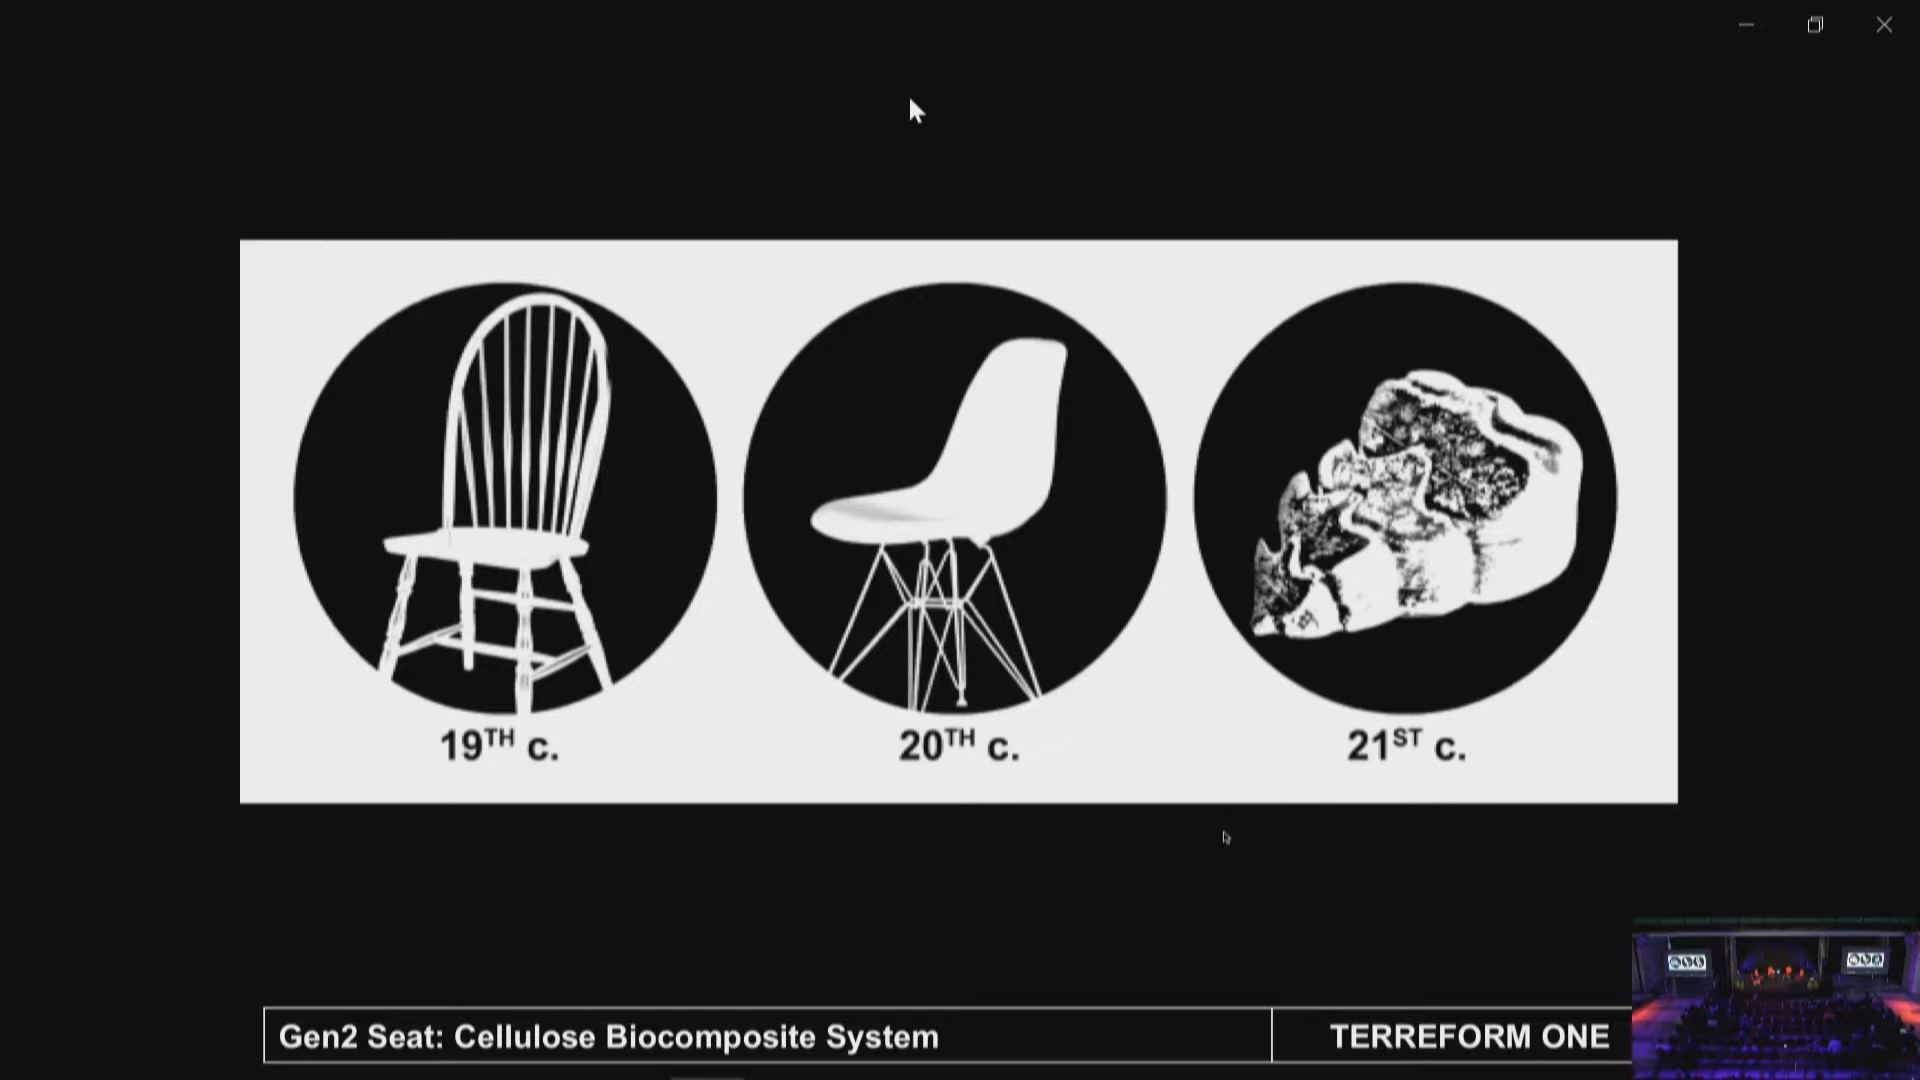 19TH c.
20TH c.
21ST c.
Gen2 Seat: Cellulose Biocomposite System
TERREFORM ONE